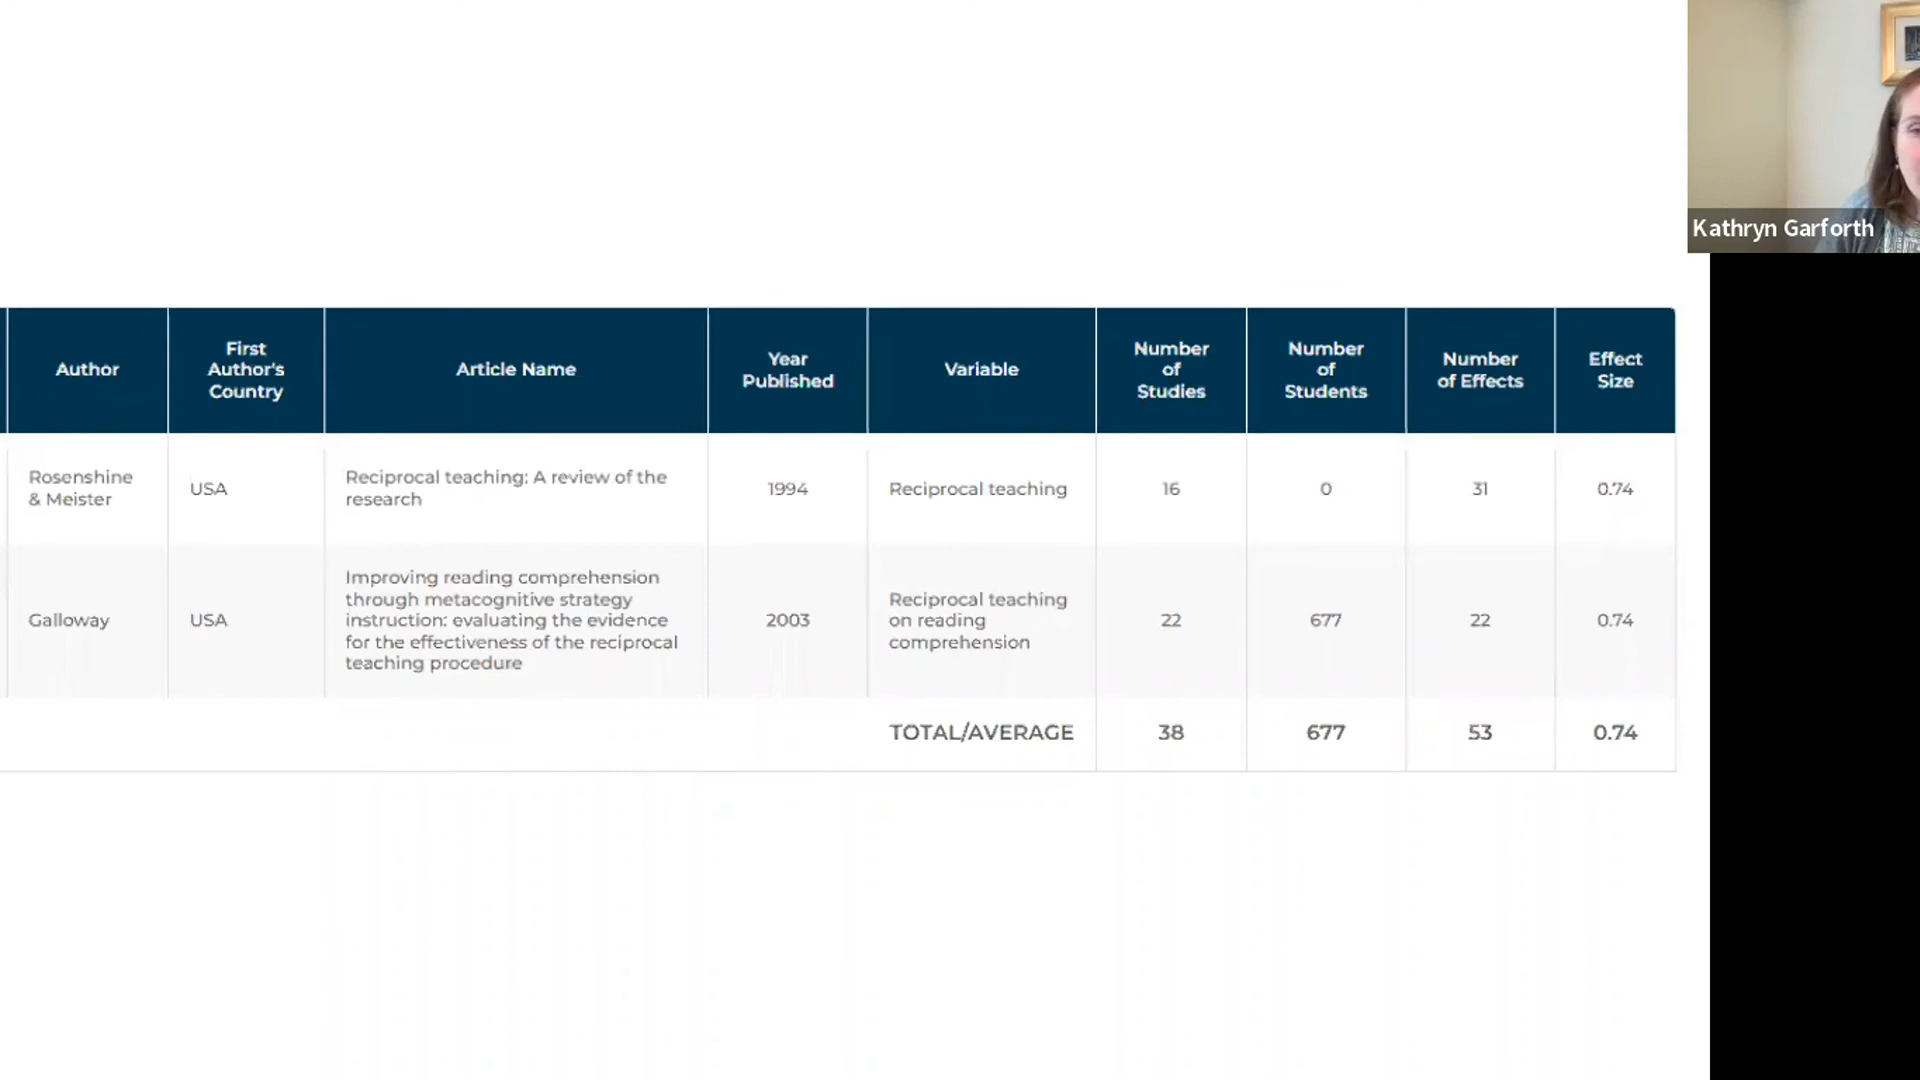 Kathryn Garforth
Author
First
Author's
Country
Article Name
Year
Published
Variable
Number
of
Studies
Number
of
Students
Number
of Effects
Effect
Size
Rosenshine
& Meister
USA
Reciprocal teaching: A review of the
research
1994
Reciprocal teaching
16
0
31
0.74
Galloway
USA
Improving reading comprehension
through metacognitive strategy
instruction: evaluating the evidence
for the effectiveness of the reciprocal
teaching procedure
2003
Reciprocal teaching
on reading
comprehension
22
677
22
0.74
TOTAL/AVERAGE
38
677
53
0.74